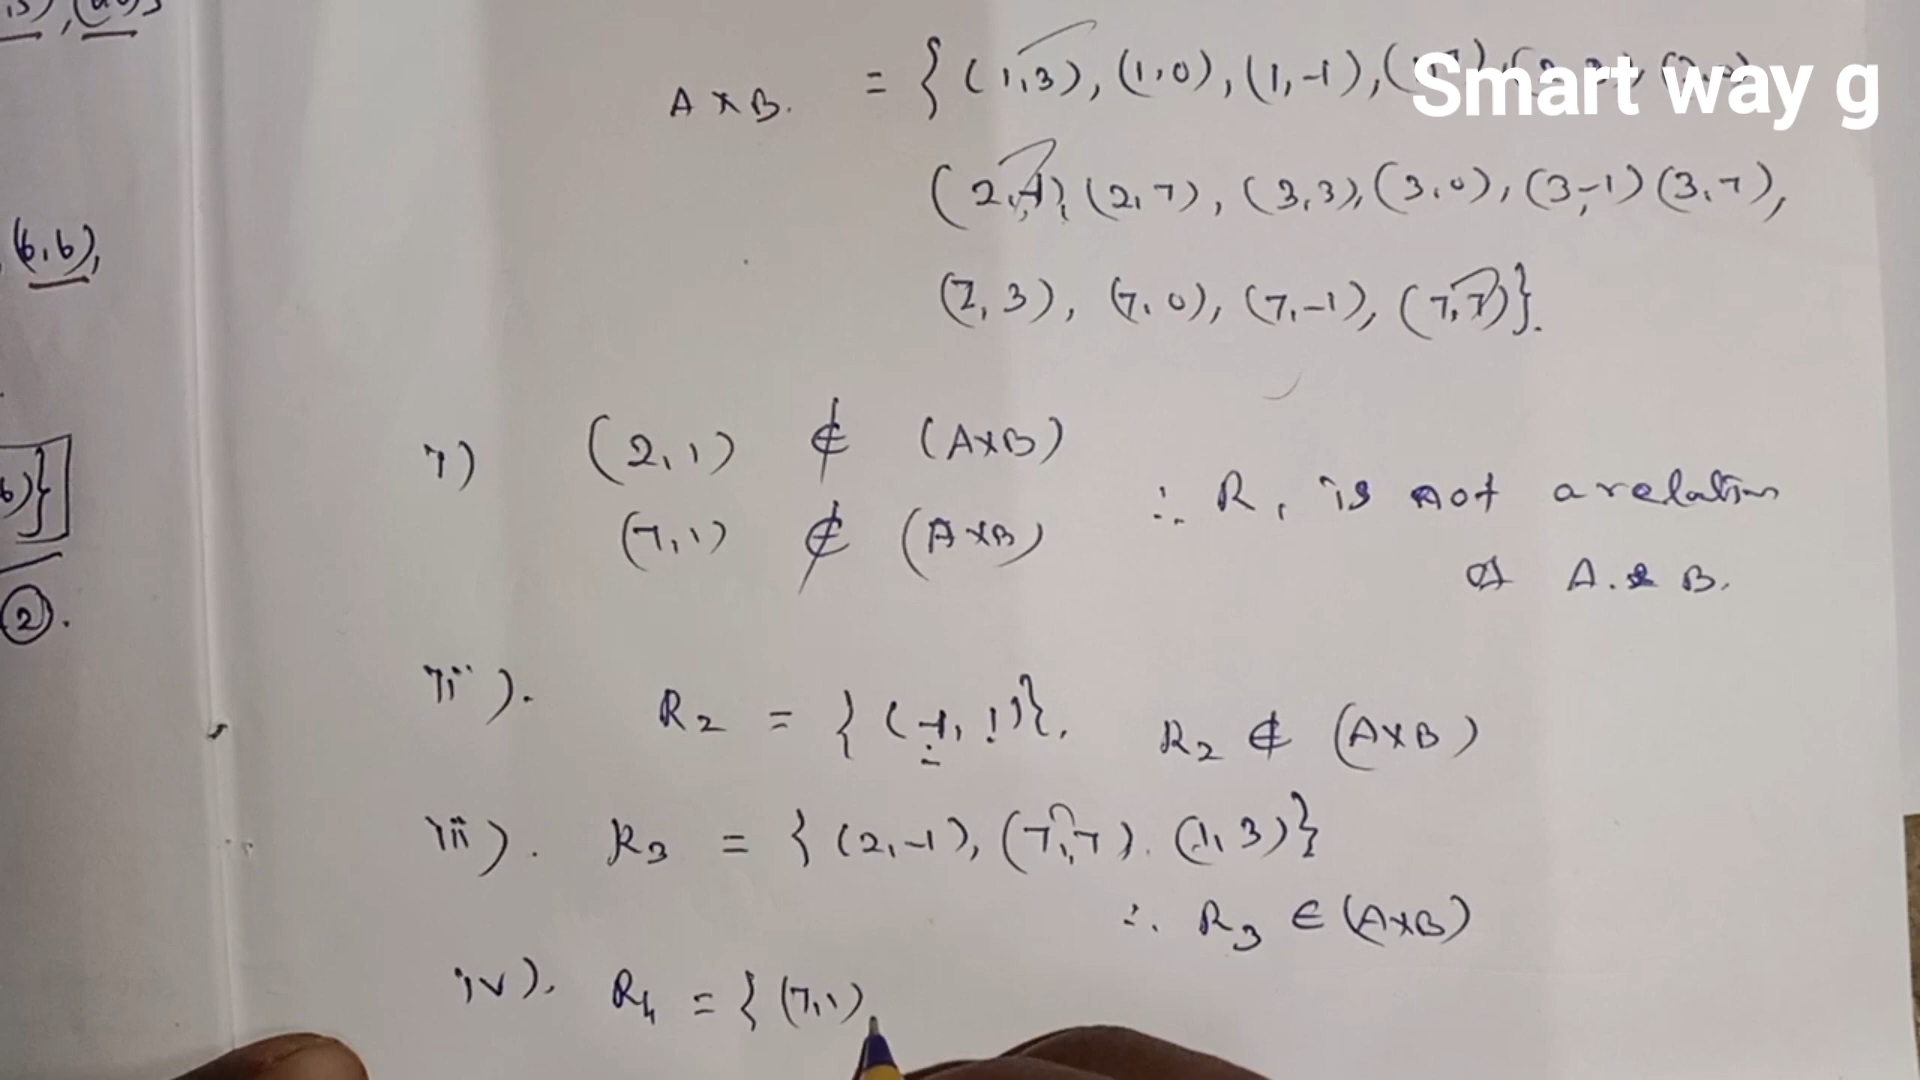 (6,6),
②.
Smart way g
A×B. = {(1,3), (1,0), (1,-1),
(2,-1), (2,7), (3,3), (3,0), (3,-1) (3,7),
(7,3), (7,0), (7,-1), (7,7)}.
i) (2,1) ∉ (A×B)
(7,1) ∉ (A×B) ∴ R₁ is not a relation
of A. & B.
ii). R₂ = {(-1, 1)}. R₂ ∉ (A×B)
iii). R₃ = {(2,-1), (7,7). (1,3)}
∴ R₃ ∈ (A×B)
iv). R₄ = {(7,1)